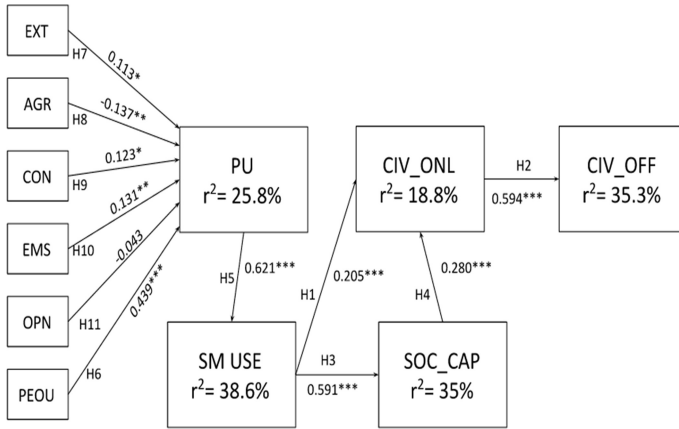 EXT
H7
0.113*
AGR
H8
-0.137**
CON
H9
0.123*
EMS
H10
0.131**
OPN
H11
-0.043
PEOU
H6
0.439***
PU
r²= 25.8%
H5
0.621***
SM USE
r²= 38.6%
H1
0.205***
H3
0.591***
SOC_CAP
r²= 35%
H4
0.280***
CIV_ONL
r²= 18.8%
H2
0.594***
CIV_OFF
r²= 35.3%